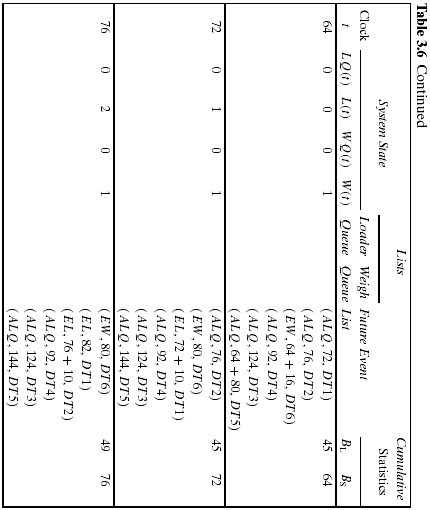 Table 3.6 Continued
System State Lists Cumulative
Clock Loader Weigh Future Event Statistics
t LQ(t) L(t) WQ(t) W(t) Queue Queue List B_L B_S
64 0 0 0 1 (ALQ, 72, DT1) 45 64
(ALQ, 76, DT2)
(EW, 64 + 16, DT6)
(ALQ, 92, DT4)
(ALQ, 124, DT3)
(ALQ, 64 + 80, DT5)
72 0 1 0 1 (ALQ, 76, DT2) 45 72
(EW, 80, DT6)
(EL, 72 + 10, DT1)
(ALQ, 92, DT4)
(ALQ, 124, DT3)
(ALQ, 144, DT5)
76 0 2 0 1 (EW, 80, DT6) 49 76
(EL, 82, DT1)
(EL, 76 + 10, DT2)
(ALQ, 92, DT4)
(ALQ, 124, DT3)
(ALQ, 144, DT5)